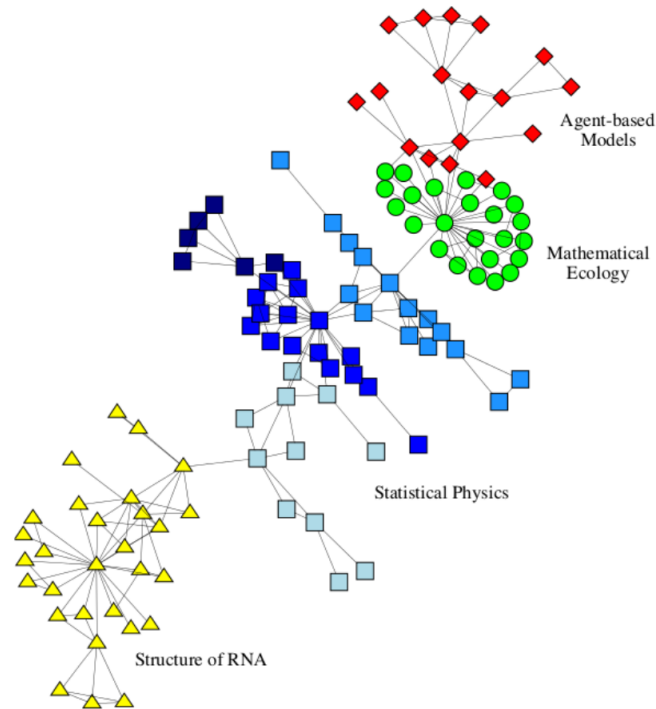 Agent-based
Models
Mathematical
Ecology
Statistical Physics
Structure of RNA